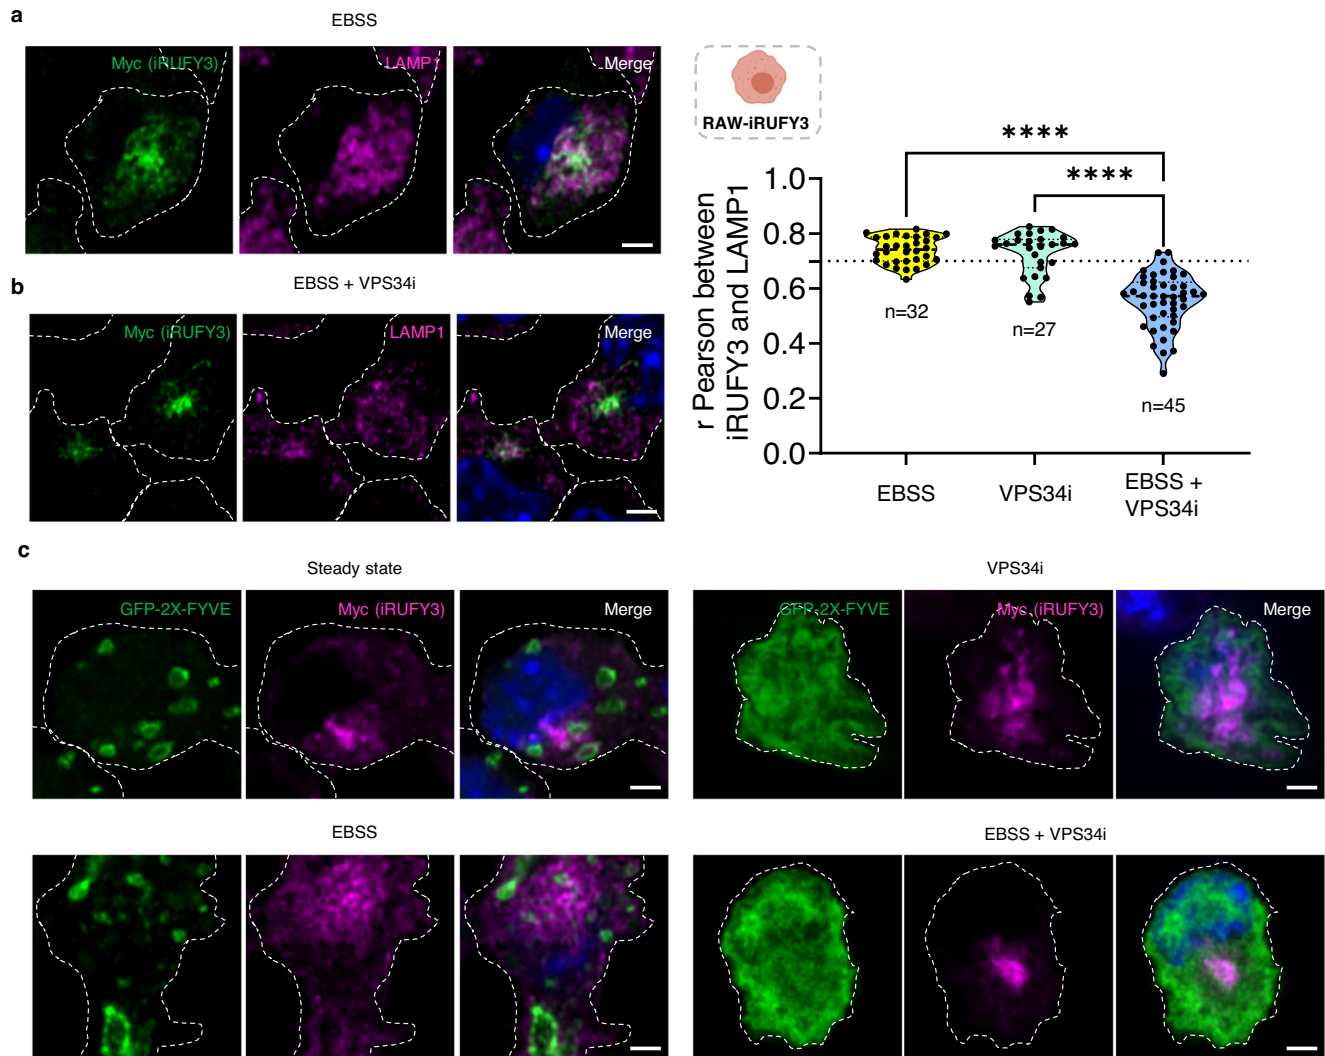 a
EBSS
Myc (iRUFY3)
LAMP1
Merge
b
EBSS + VPS34i
Myc (iRUFY3)
LAMP1
Merge
RAW-iRUFY3
****
****
r Pearson between
iRUFY3 and LAMP1
1.0
0.8
0.6
0.4
0.2
0.0
n=32
n=27
n=45
EBSS
VPS34i
EBSS +
VPS34i
c
Steady state
GFP-2X-FYVE
Myc (iRUFY3)
Merge
VPS34i
GFP-2X-FYVE
Myc (iRUFY3)
Merge
EBSS
EBSS + VPS34i